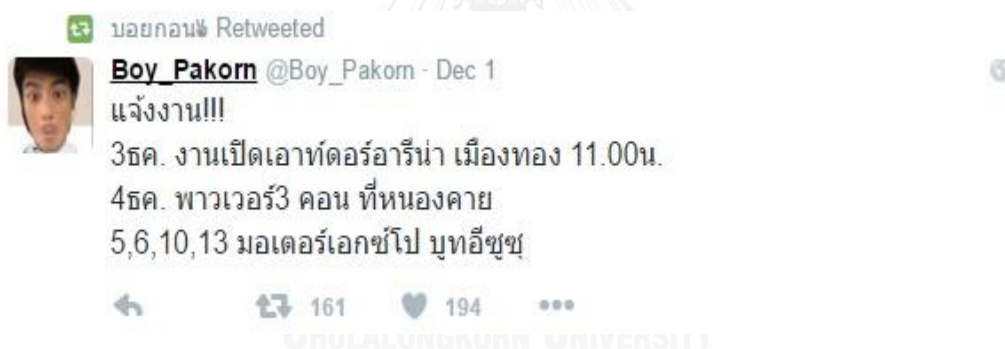 บอยกอน Retweeted
Boy_Pakorn @Boy_Pakorn · Dec 1
แจ้งงาน!!!
3ธค. งานเปิดเอาท์ดอร์อารีน่า เมืองทอง 11.00น.
4ธค. พาวเวอร์3 คอน ที่หนองคาย
5,6,10,13 มอเตอร์เอกซ์โป บูทอีซูซุ
161 194
CHULALONGKORN UNIVERSITY